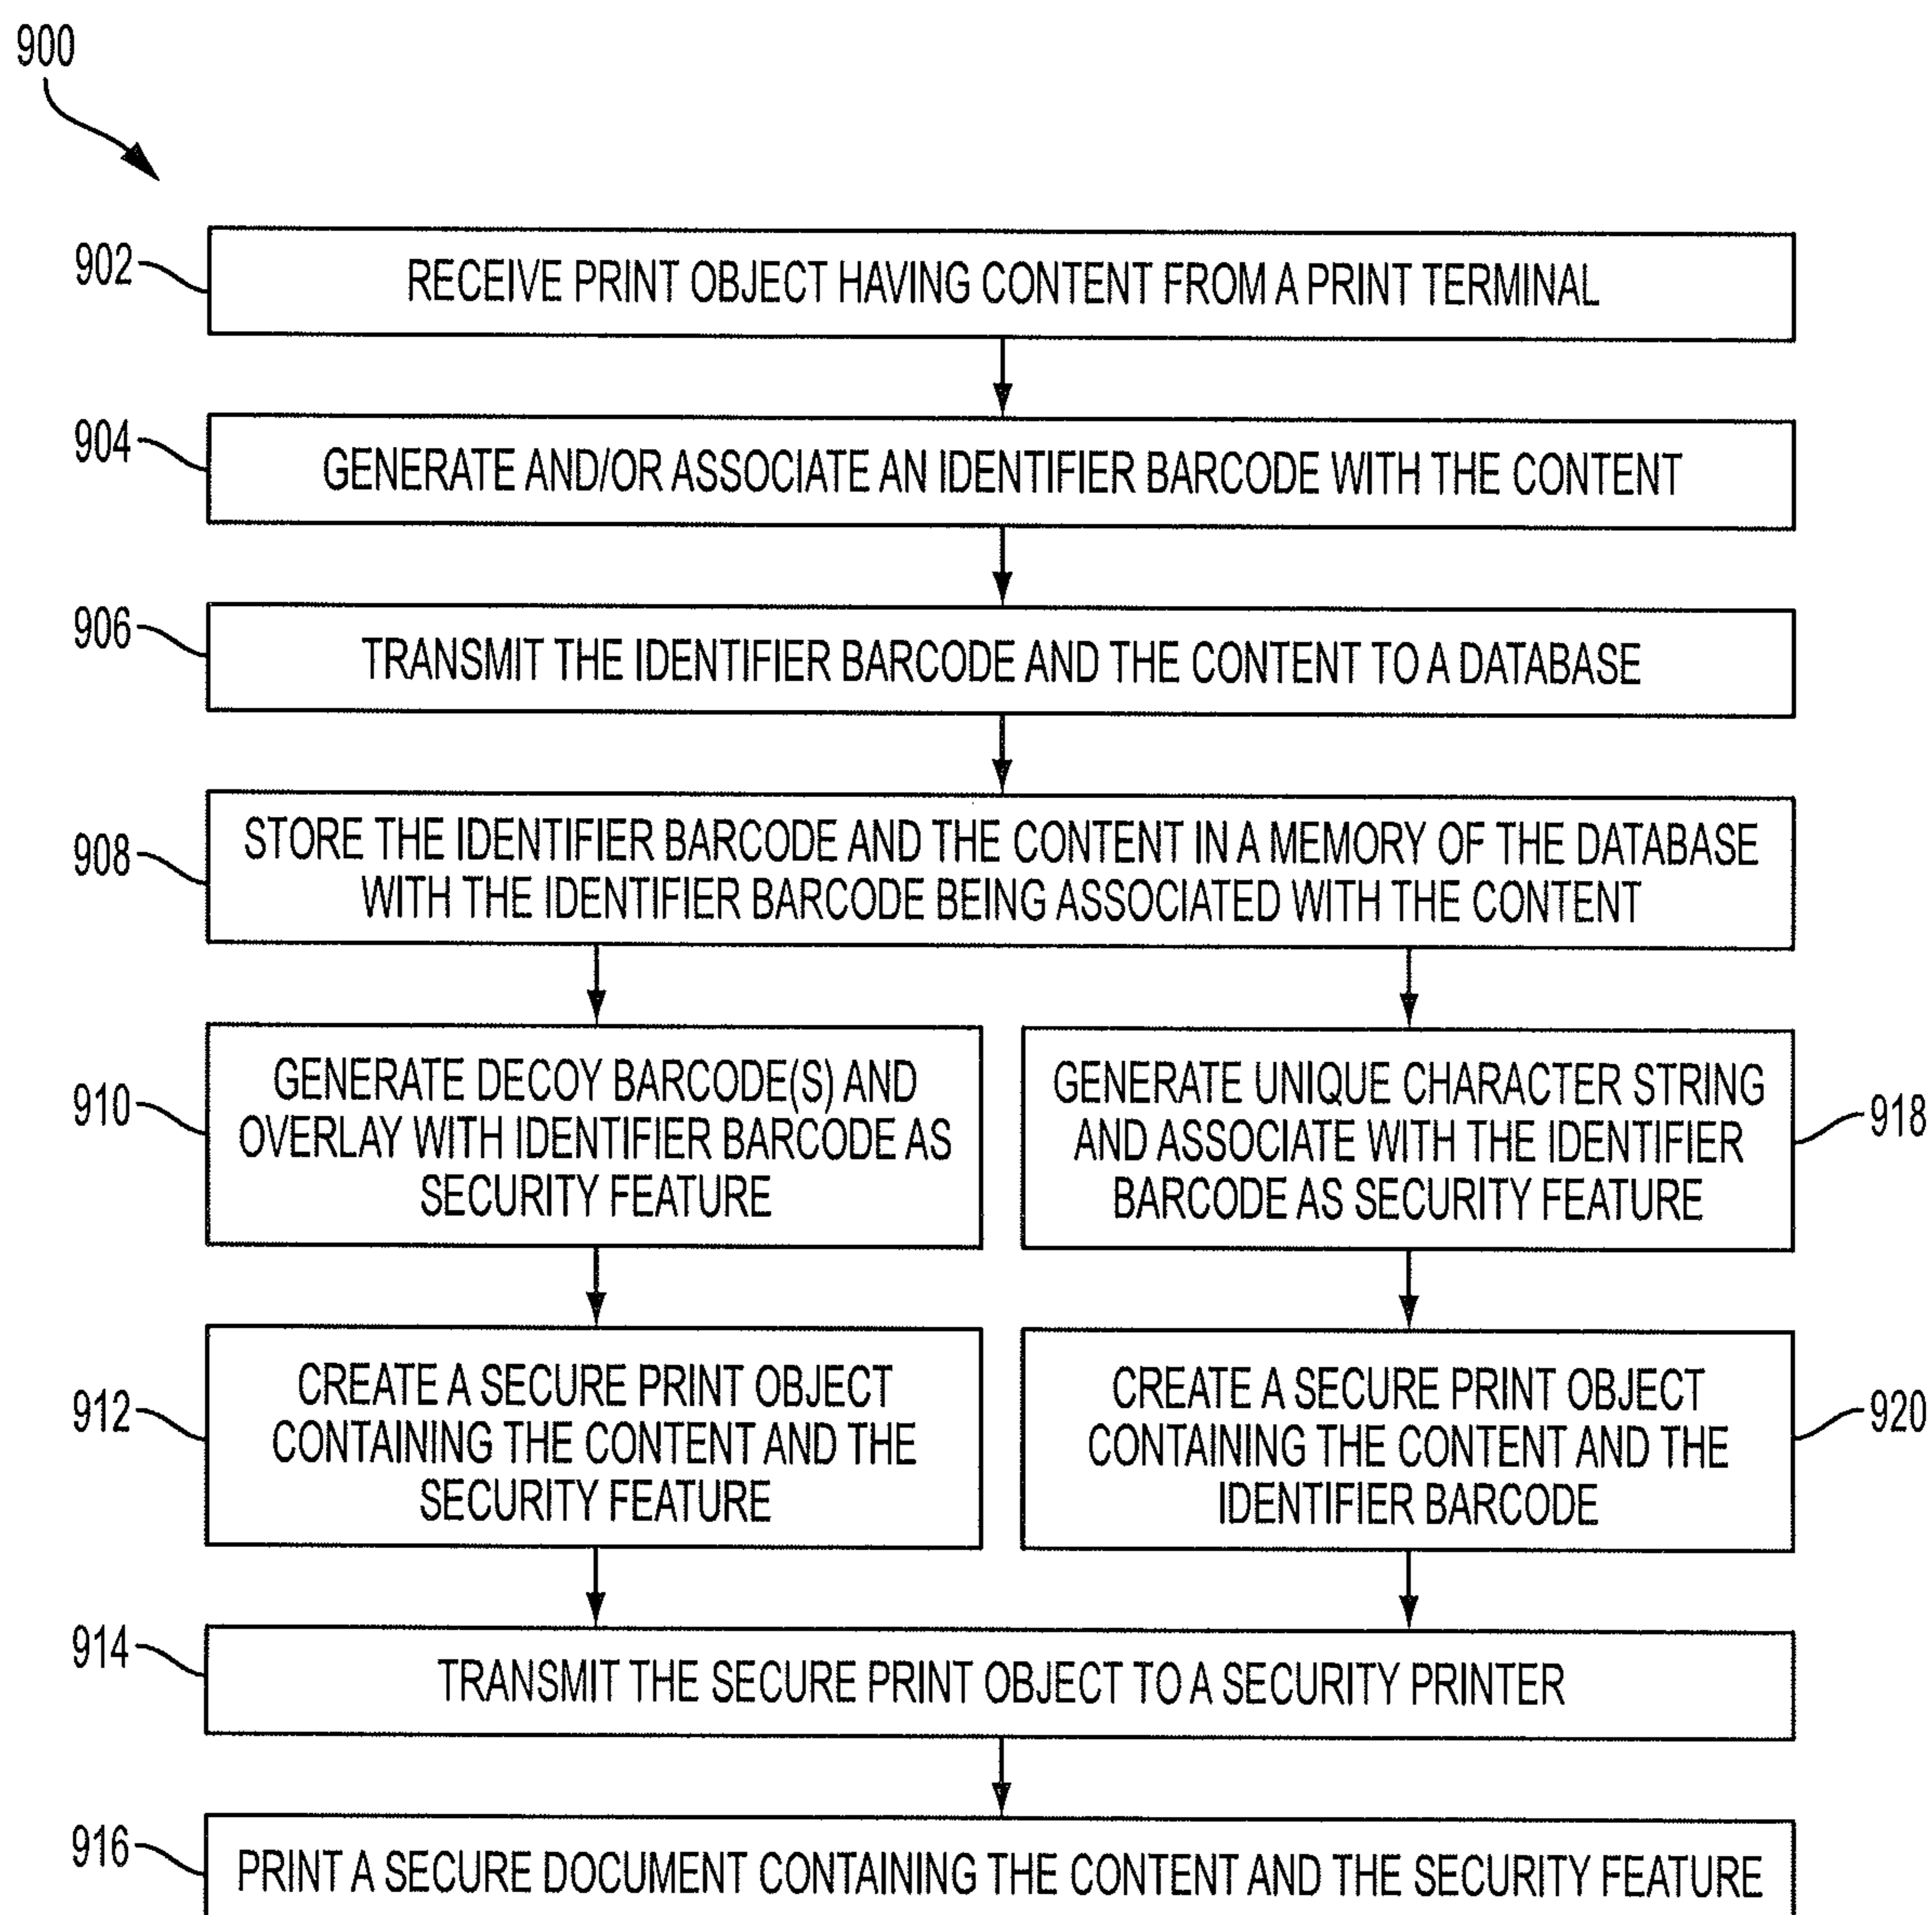 900
902
RECEIVE PRINT OBJECT HAVING CONTENT FROM A PRINT TERMINAL
904
GENERATE AND/OR ASSOCIATE AN IDENTIFIER BARCODE WITH THE CONTENT
906
TRANSMIT THE IDENTIFIER BARCODE AND THE CONTENT TO A DATABASE
908
STORE THE IDENTIFIER BARCODE AND THE CONTENT IN A MEMORY OF THE DATABASE
WITH THE IDENTIFIER BARCODE BEING ASSOCIATED WITH THE CONTENT
910
GENERATE DECOY BARCODE(S) AND
OVERLAY WITH IDENTIFIER BARCODE AS
SECURITY FEATURE
GENERATE UNIQUE CHARACTER STRING
AND ASSOCIATE WITH THE IDENTIFIER
BARCODE AS SECURITY FEATURE
918
912
CREATE A SECURE PRINT OBJECT
CONTAINING THE CONTENT AND THE
SECURITY FEATURE
CREATE A SECURE PRINT OBJECT
CONTAINING THE CONTENT AND THE
IDENTIFIER BARCODE
920
914
TRANSMIT THE SECURE PRINT OBJECT TO A SECURITY PRINTER
916
PRINT A SECURE DOCUMENT CONTAINING THE CONTENT AND THE SECURITY FEATURE